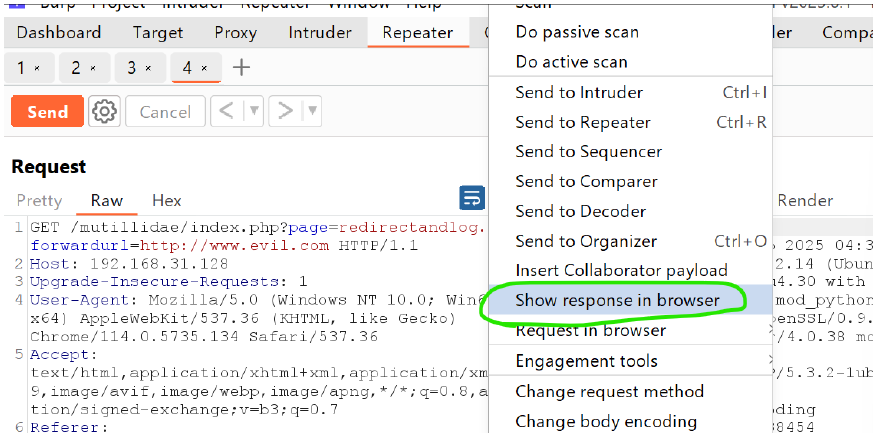 Burp Project Intruder Repeater Window Help
Dashboard Target Proxy Intruder Repeater
1 × 2 × 3 × 4 × +
Send Cancel < >
Request
Pretty Raw Hex
1 GET /mutillidae/index.php?page=redirectandlog.
forwardurl=http://www.evil.com HTTP/1.1
2 Host: 192.168.31.128
3 Upgrade-Insecure-Requests: 1
4 User-Agent: Mozilla/5.0 (Windows NT 10.0; Win6
x64) AppleWebKit/537.36 (KHTML, like Gecko)
Chrome/114.0.5735.134 Safari/537.36
5 Accept:
text/html,application/xhtml+xml,application/xm
9,image/avif,image/webp,image/apng,*/*;q=0.8,a
tion/signed-exchange;v=b3;q=0.7
6 Referer:
Scan
Do passive scan
Do active scan
Send to Intruder Ctrl+I
Send to Repeater Ctrl+R
Send to Sequencer
Send to Comparer
Send to Decoder
Send to Organizer Ctrl+O
Insert Collaborator payload
Show response in browser
Request in browser >
Engagement tools >
Change request method
Change body encoding
ler Compa
Render
2025 04:3
2.14 (Ubun
4.30 with
mod_python
penSSL/0.9.
/4.0.38 mo
P/5.3.2-1ub
ding
88454